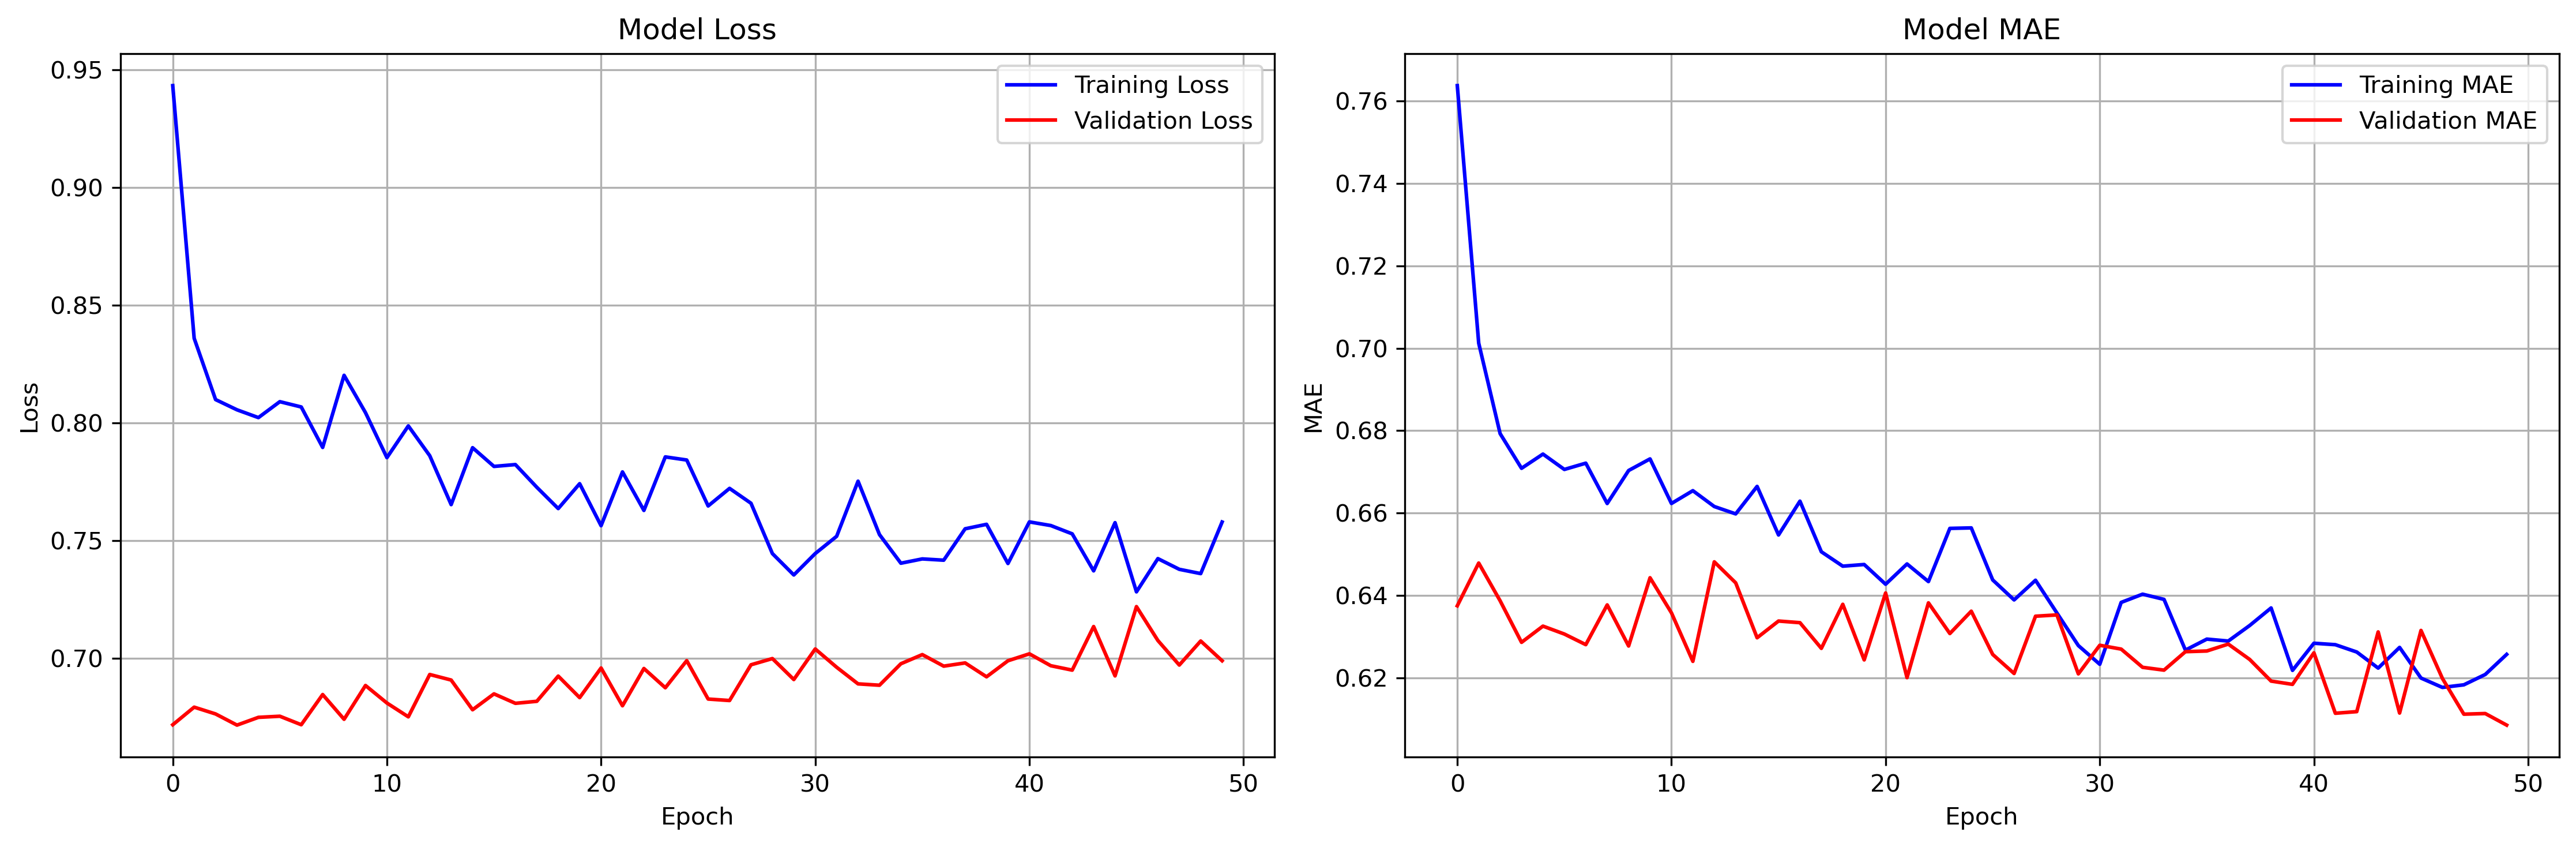 Model Loss
Training Loss
Validation Loss
Loss
0.95
0.90
0.85
0.80
0.75
0.70
0 10 20 30 40 50
Epoch
Model MAE
Training MAE
Validation MAE
MAE
0.76
0.74
0.72
0.70
0.68
0.66
0.64
0.62
0 10 20 30 40 50
Epoch